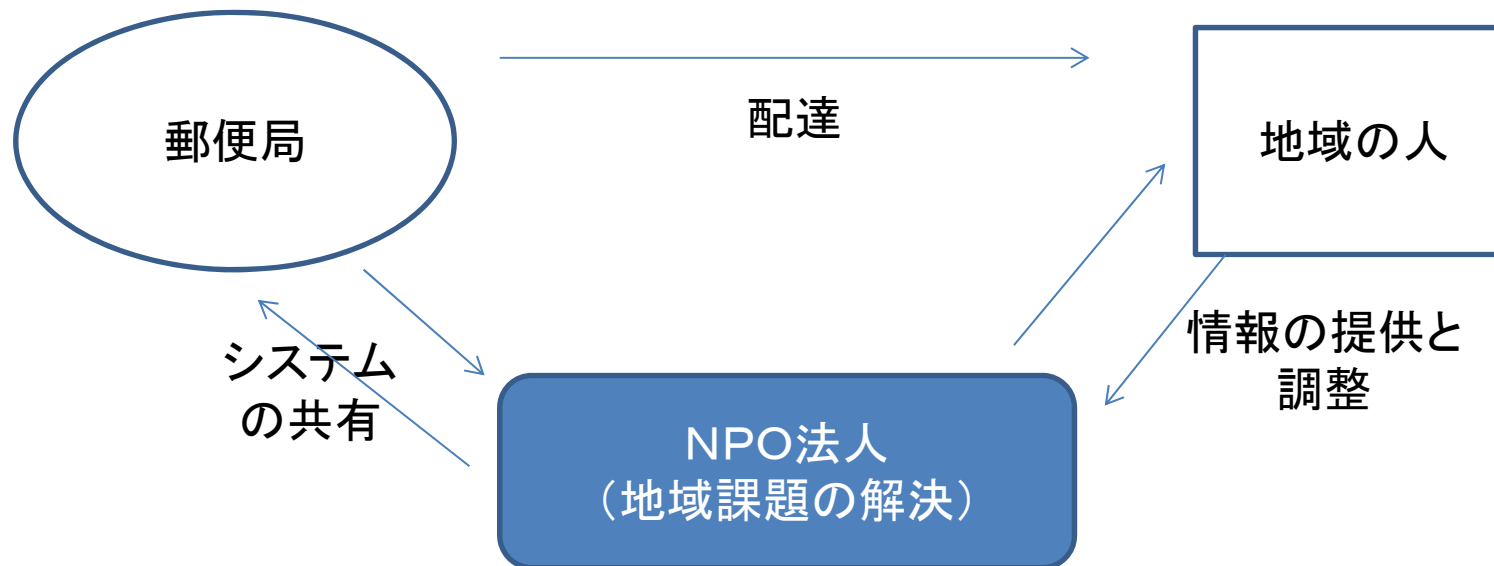 郵便局
配達
地域の人
システム
の共有
情報の提供と
調整
NPO法人
（地域課題の解決）